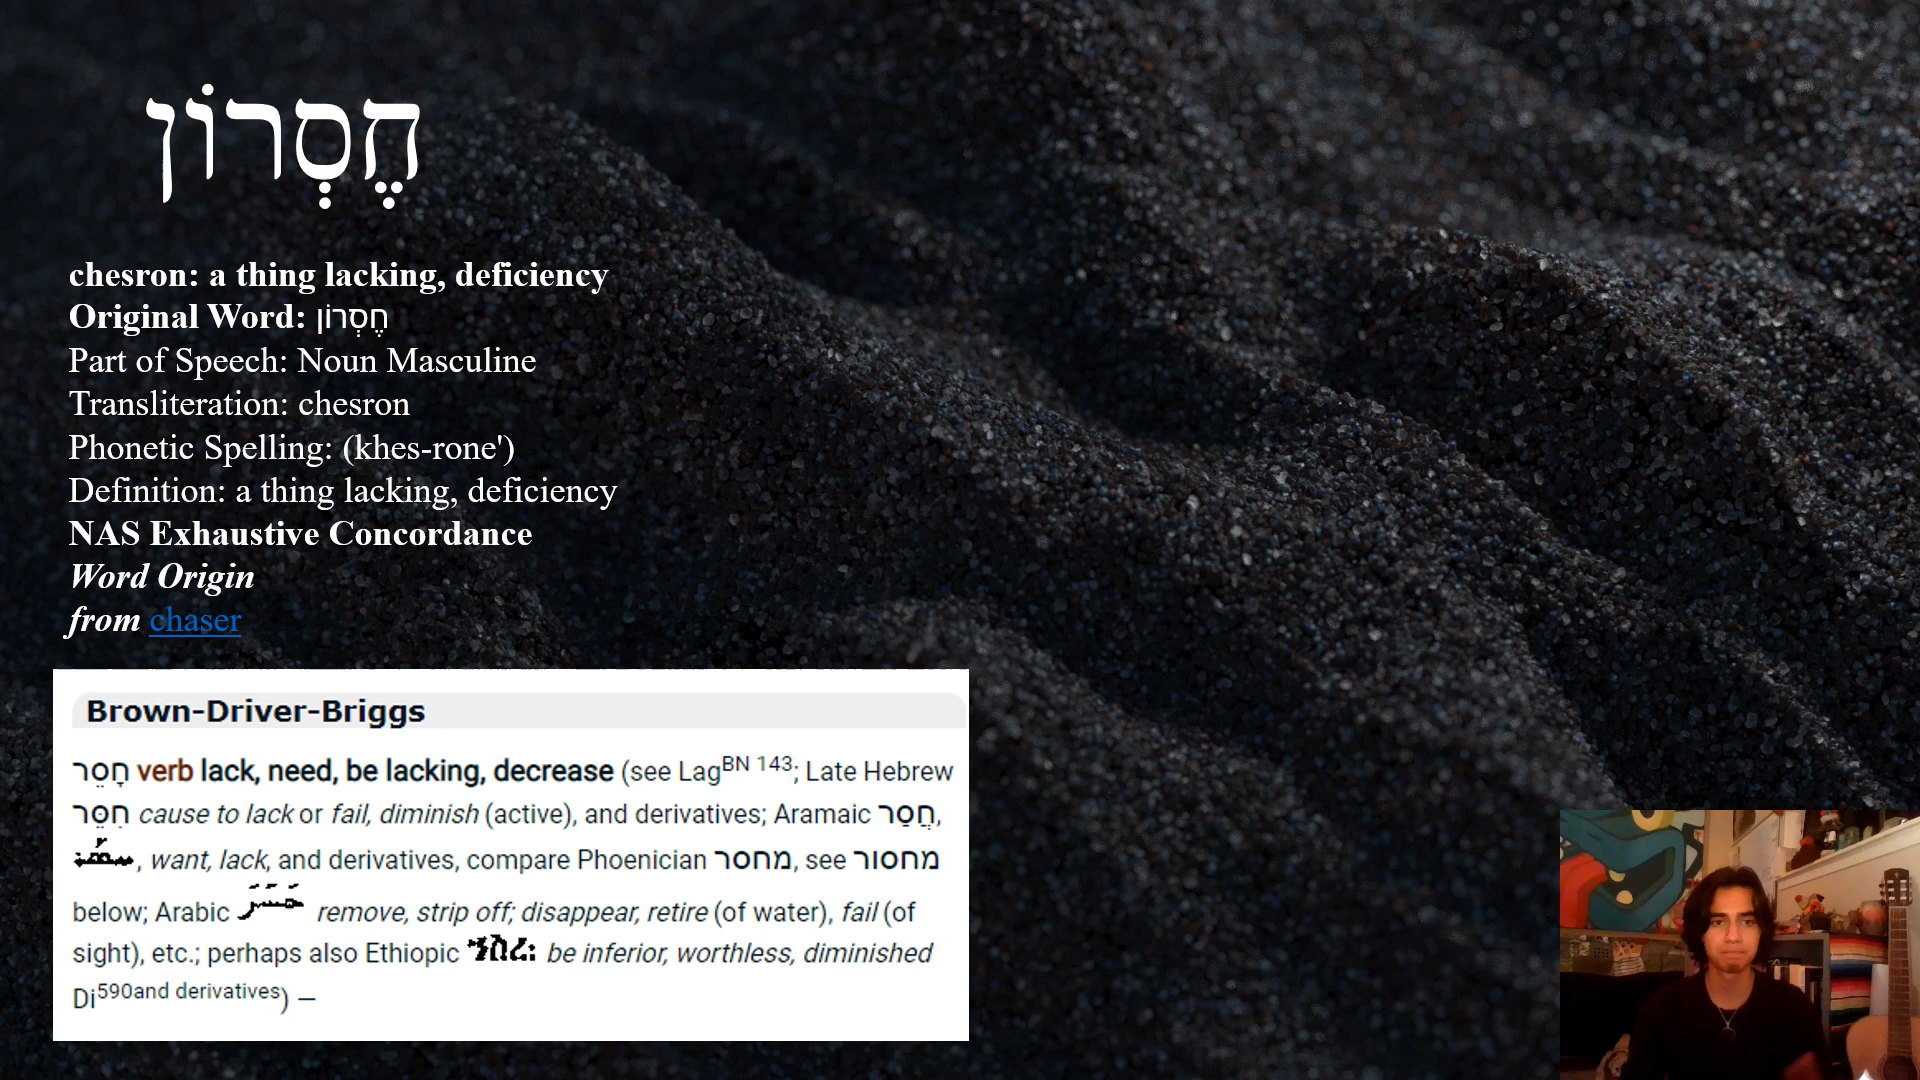 חֶסְרוֹן
chesron: a thing lacking, deficiency
Original Word: חֶסְרוֹן
Part of Speech: Noun Masculine
Transliteration: chesron
Phonetic Spelling: (khes-rone')
Definition: a thing lacking, deficiency
NAS Exhaustive Concordance
Word Origin
from chaser
Brown-Driver-Briggs
חָסֵר verb lack, need, be lacking, decrease (see Lag BN 143; Late Hebrew
חִסֵּר cause to lack or fail, diminish (active), and derivatives; Aramaic חֲסַר,
, want, lack, and derivatives, compare Phoenician מחסר, see מחסור
below; Arabic remove, strip off; disappear, retire (of water), fail (of
sight), etc.; perhaps also Ethiopic be inferior, worthless, diminished
Di590and derivatives) —